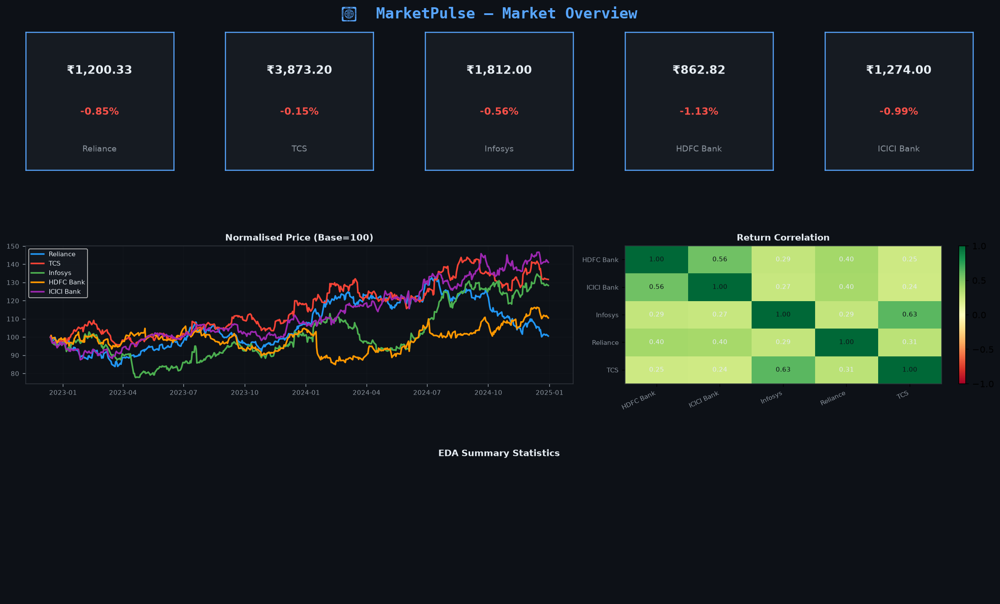 MarketPulse — Market Overview
₹1,200.33
-0.85%
Reliance
₹3,873.20
-0.15%
TCS
₹1,812.00
-0.56%
Infosys
₹862.82
-1.13%
HDFC Bank
₹1,274.00
-0.99%
ICICI Bank
Normalised Price (Base=100)
150
140
130
120
110
100
90
80
Reliance
TCS
Infosys
HDFC Bank
ICICI Bank
2023-01 2023-04 2023-07 2023-10 2024-01 2024-04 2024-07 2024-10 2025-01
Return Correlation
HDFC Bank 1.00 0.56 0.29 0.40 0.25
ICICI Bank 0.56 1.00 0.27 0.40 0.24
Infosys 0.29 0.27 1.00 0.29 0.63
Reliance 0.40 0.40 0.29 1.00 0.31
TCS 0.25 0.24 0.63 0.31 1.00
HDFC Bank ICICI Bank Infosys Reliance TCS
1.0
0.5
0.0
−0.5
−1.0
EDA Summary Statistics